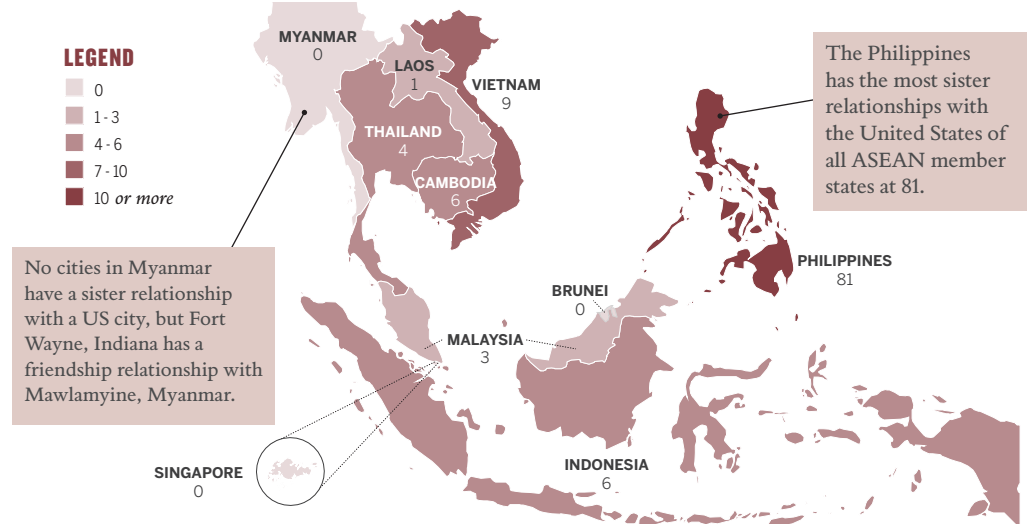 LEGEND
0
1 - 3
4 - 6
7 - 10
10 or more
MYANMAR
0
LAOS
1
VIETNAM
9
THAILAND
4
CAMBODIA
6
The Philippines
has the most sister
relationships with
the United States of
all ASEAN member
states at 81.
No cities in Myanmar
have a sister relationship
with a US city, but Fort
Wayne, Indiana has a
friendship relationship with
Mawlamyine, Myanmar.
PHILIPPINES
81
BRUNEI
0
MALAYSIA
3
SINGAPORE
0
INDONESIA
6